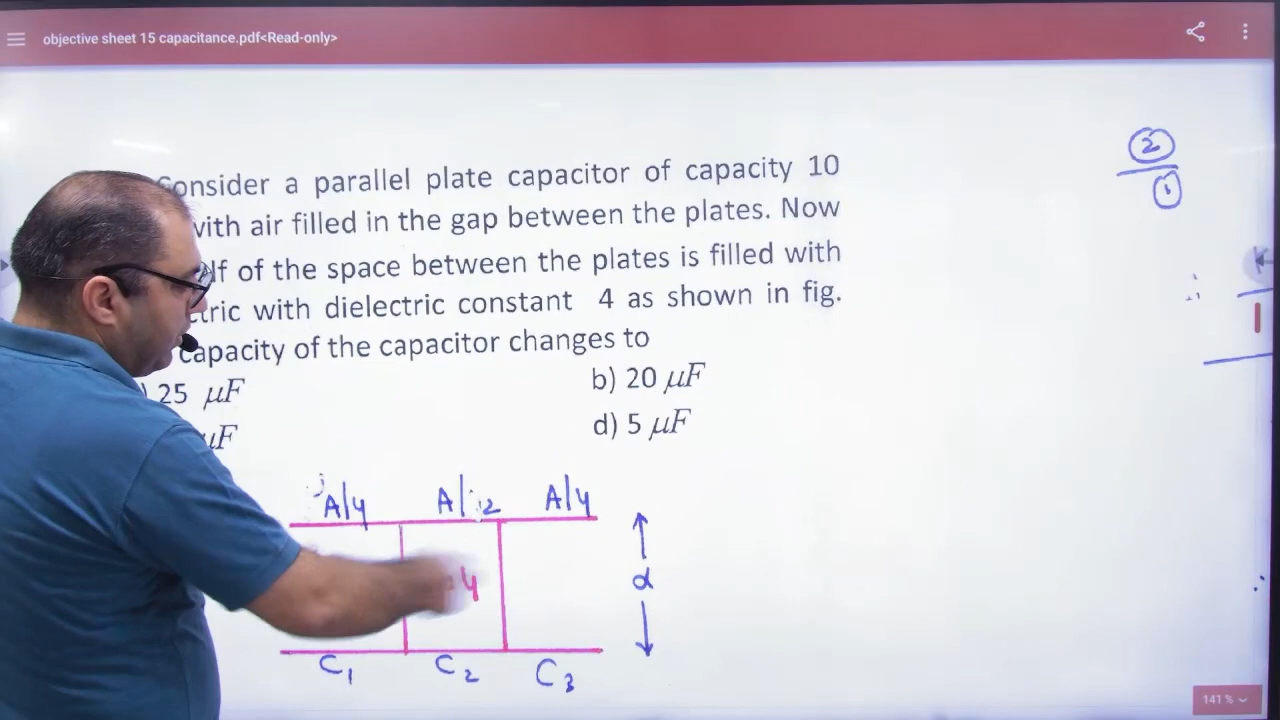 objective sheet 15 capacitance.pdf<Read-only>
onsider a parallel plate capacitor of capacity 10
with air filled in the gap between the plates. Now
lf of the space between the plates is filled with
ctric with dielectric constant 4 as shown in fig.
capacity of the capacitor changes to
) 25 μF
b) 20 μF
μF
d) 5 μF
2
1
A/4 A/2 A/4
4
d
C1 C2 C3
141 %